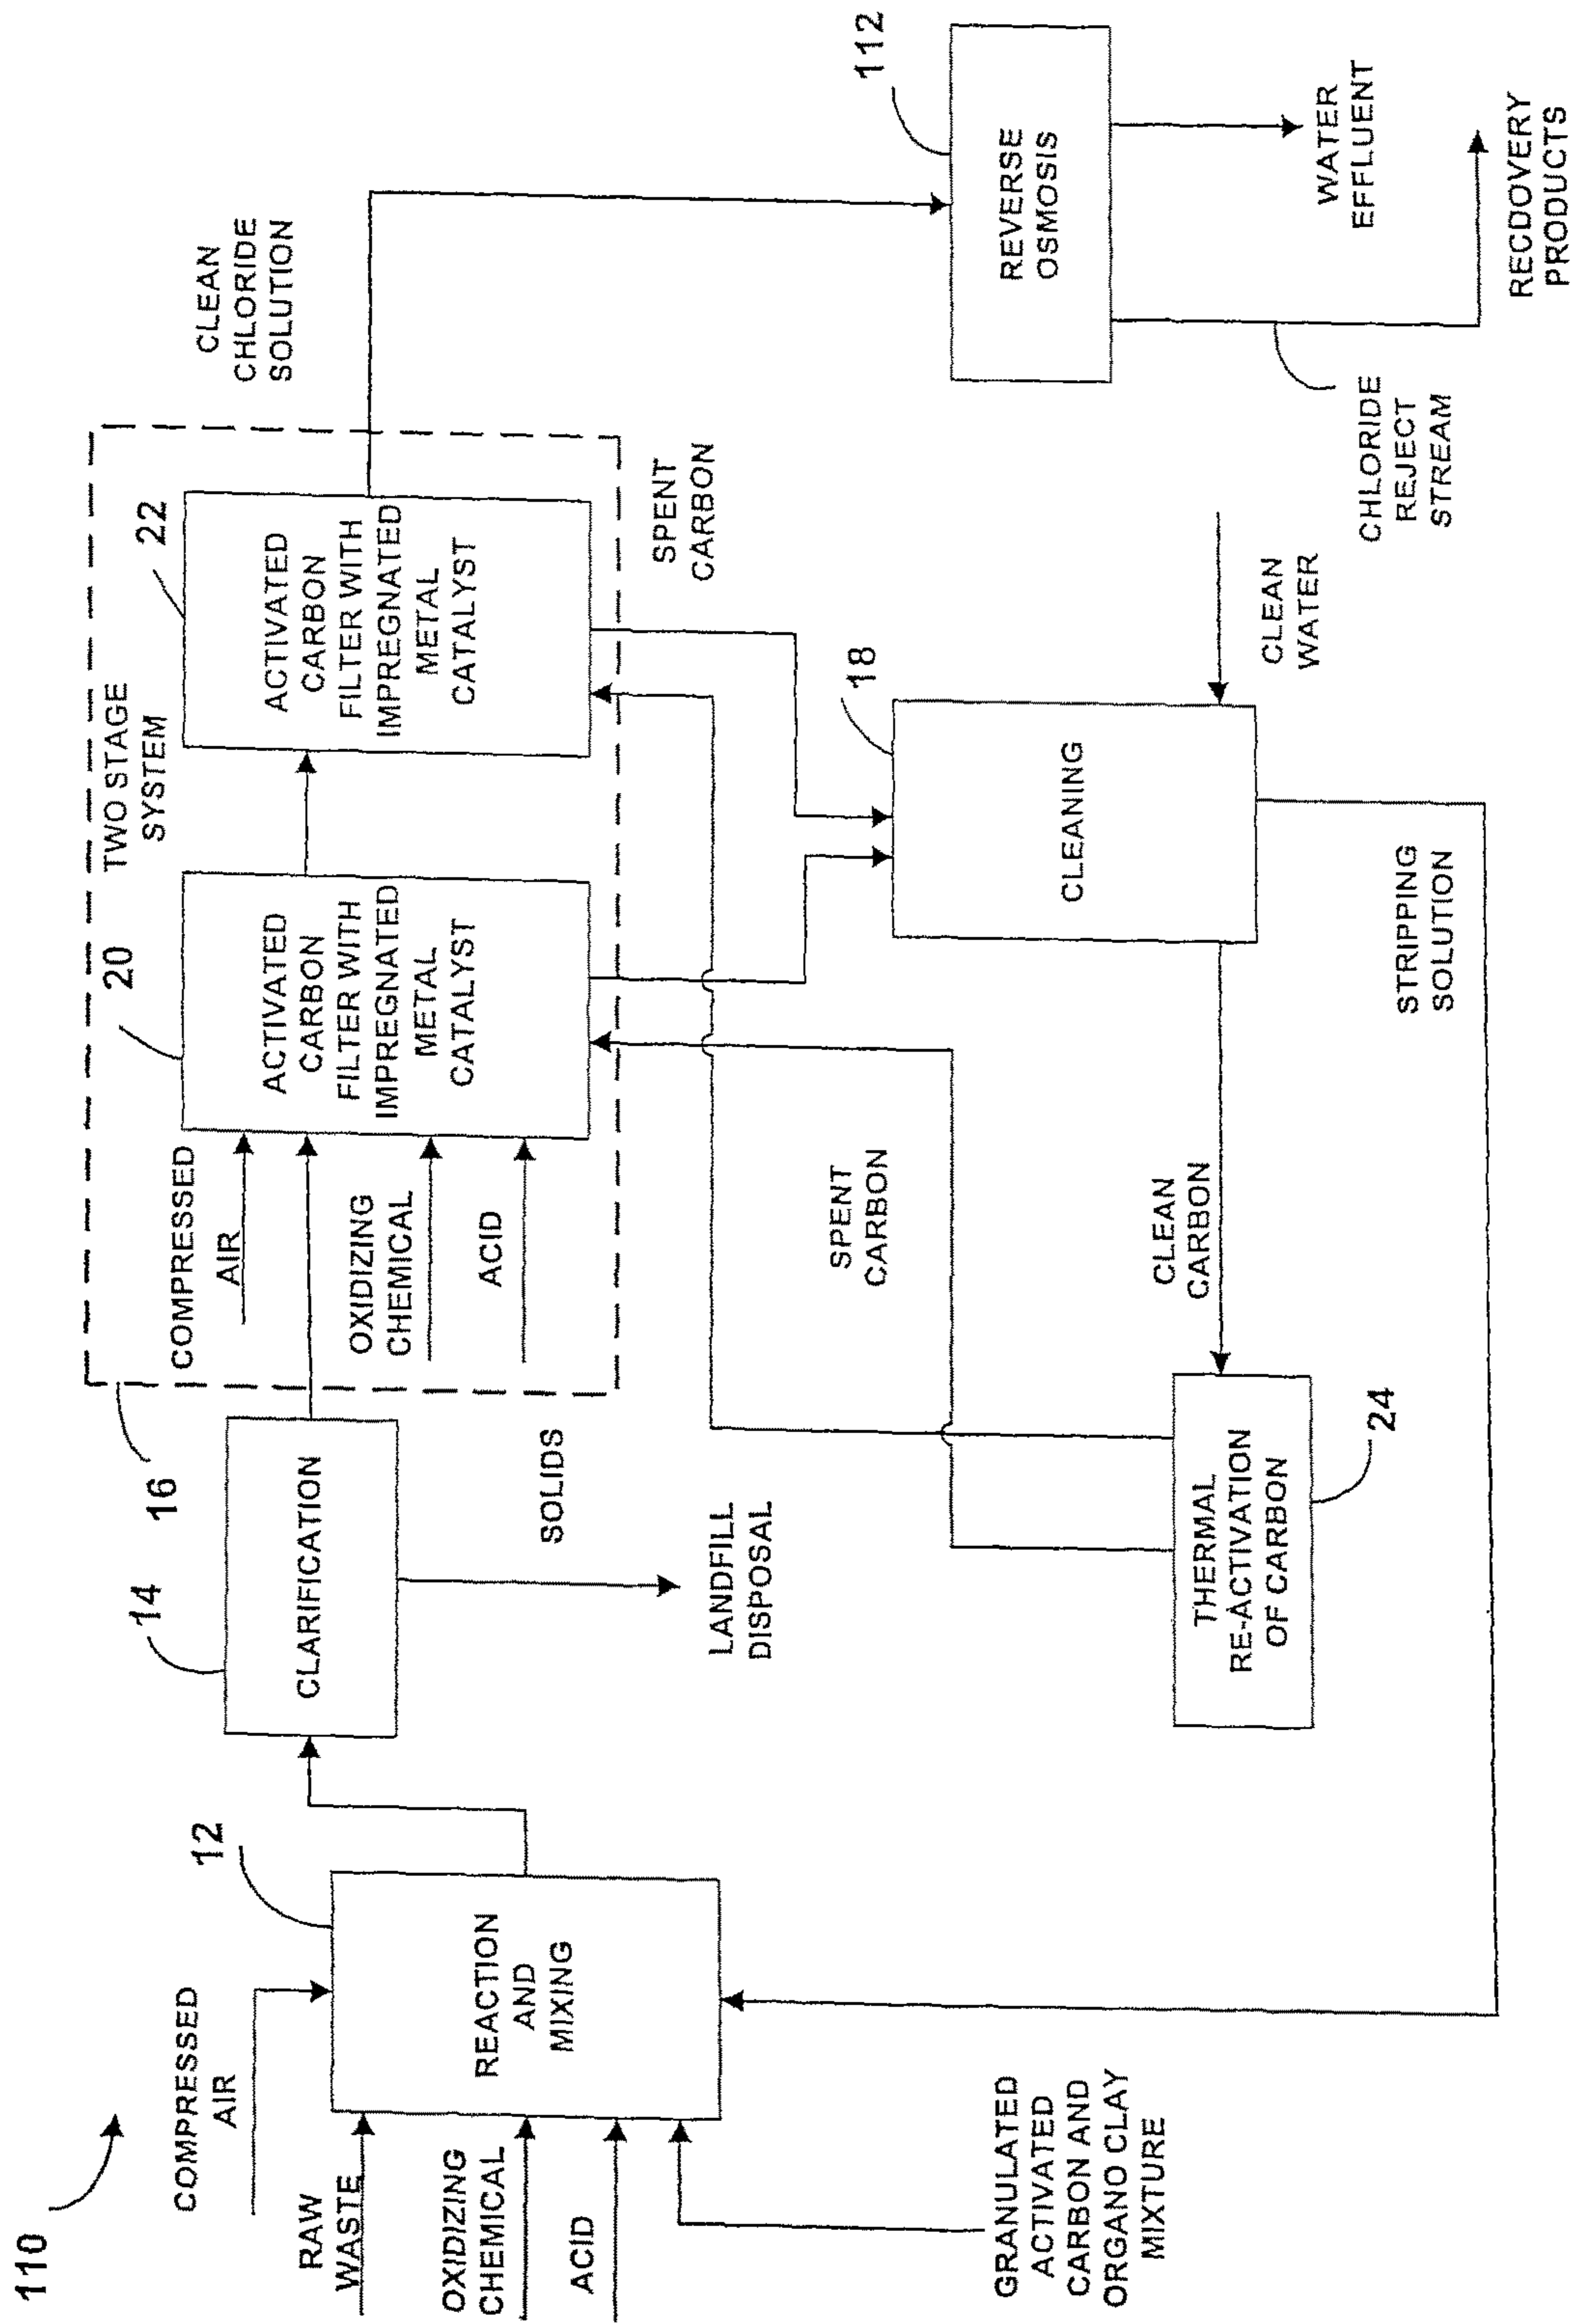 110
COMPRESSED
AIR
RAW
WASTE
OXIDIZING
CHEMICAL
ACID
GRANULATED
ACTIVATED
CARBON AND
ORGANO CLAY
MIXTURE
12
REACTION
AND
MIXING
14
CLARIFICATION
SOLIDS
LANDFILL
DISPOSAL
16
TWO STAGE
SYSTEM
COMPRESSED
AIR
OXIDIZING
CHEMICAL
ACID
20
ACTIVATED
CARBON
FILTER WITH
IMPREGNATED
METAL
CATALYST
22
ACTIVATED
CARBON
FILTER WITH
IMPREGNATED
METAL
CATALYST
CLEAN
CHLORIDE
SOLUTION
SPENT
CARBON
SPENT
CARBON
18
CLEANING
CLEAN
WATER
CLEAN
CARBON
THERMAL
RE-ACTIVATION
OF CARBON
24
STRIPPING
SOLUTION
112
REVERSE
OSMOSIS
WATER
EFFLUENT
CHLORIDE
REJECT
STREAM
RECDOVERY
PRODUCTS